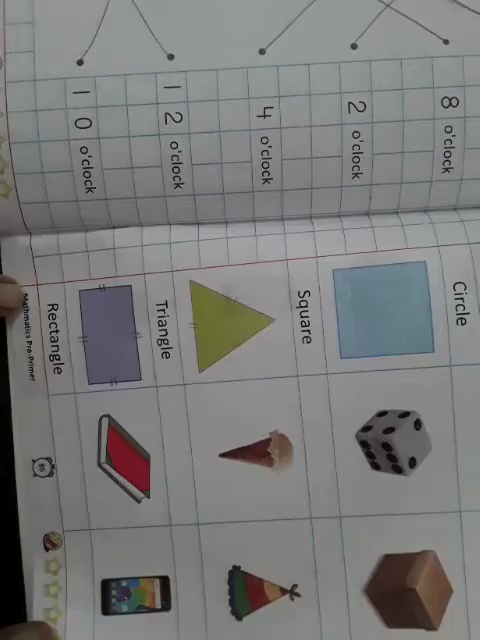 8 o'clock
2 o'clock
4 o'clock
1 2 o'clock
1 0 o'clock
Circle
Square
Triangle
Rectangle
Mathmatics Pre-Primer
86